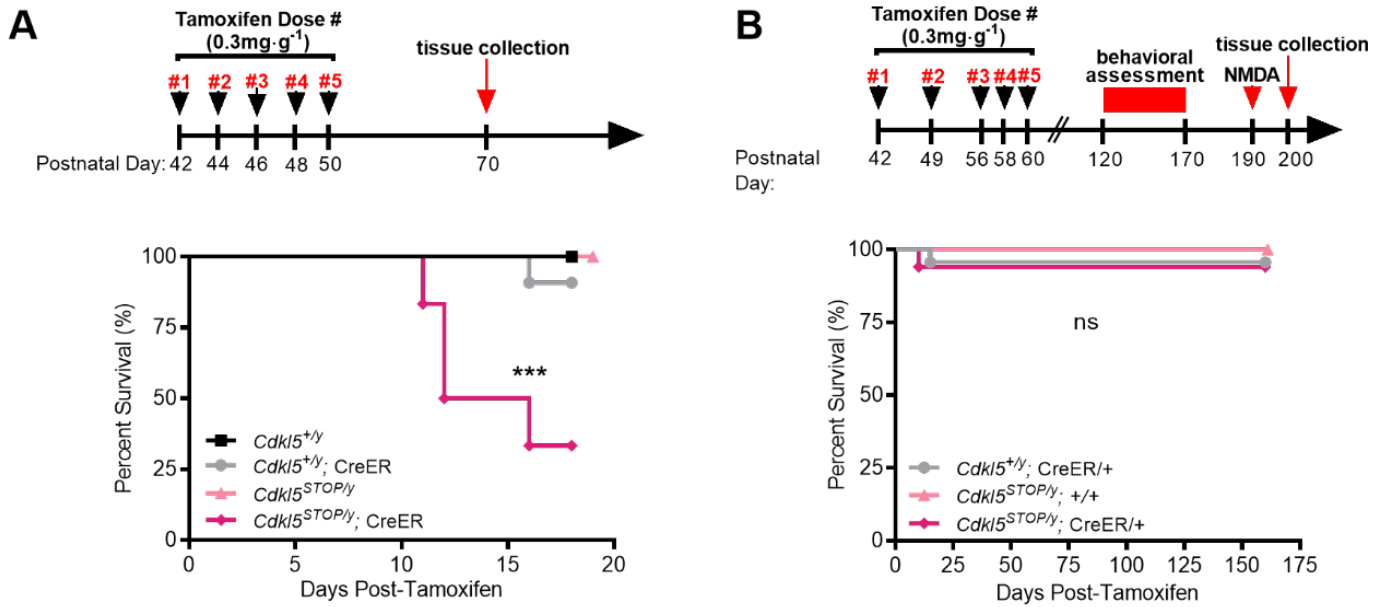 A
Tamoxifen Dose #
(0.3mg·g⁻¹)
#1 #2 #3 #4 #5
tissue collection
Postnatal Day: 42 44 46 48 50 70
Percent Survival (%)
100
75
50
25
0
***
Cdkl5+/y
Cdkl5+/y; CreER
Cdkl5STOP/y
Cdkl5STOP/y; CreER
0 5 10 15 20
Days Post-Tamoxifen
B
Tamoxifen Dose #
(0.3mg·g⁻¹)
#1 #2 #3 #4 #5
behavioral
assessment
NMDA
tissue collection
Postnatal
Day:
42 49 56 58 60 120 170 190 200
Percent Survival (%)
100
75
50
25
0
ns
Cdkl5+/y; CreER/+
Cdkl5STOP/y; +/+
Cdkl5STOP/y; CreER/+
0 25 50 75 100 125 150 175
Days Post-Tamoxifen